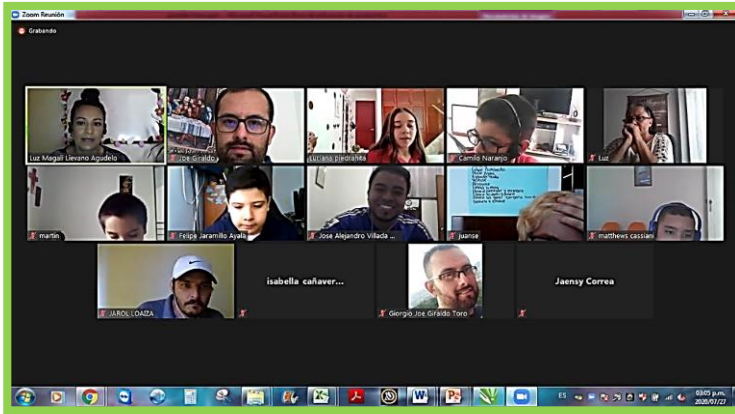 Zoom Reunión
Grabando
Luz Magali Lievano Agudelo
Joe Giraldo
Luciana piedrahita
Camilo Naranjo
Luz
martin
Felipe Jaramillo Ayala
Jose Alejandro Villada ...
juanse
matthews cassiani
JAROL LOAIZA
isabella cañaver...
Giorgio Joe Giraldo Toro
Jaensy Correa
ES
03:05 p.m.
2020/07/27